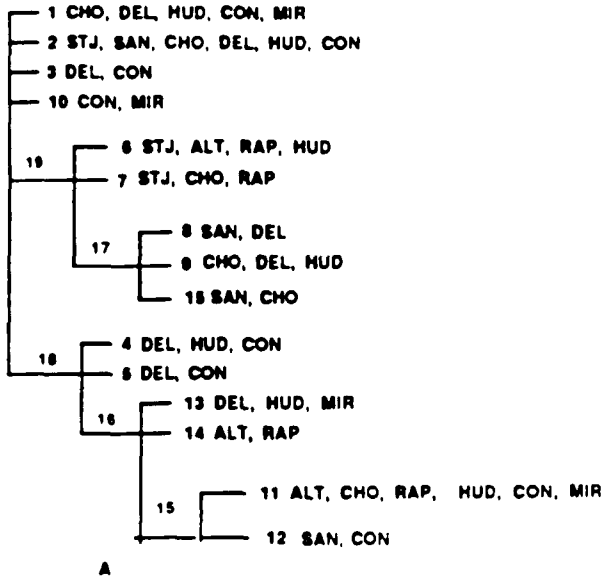 1 CHO, DEL, HUD, CON, MIR
2 STJ, SAN, CHO, DEL, HUD, CON
3 DEL, CON
10 CON, MIR
6 STJ, ALT, RAP, HUD
19
7 STJ, CHO, RAP
8 SAN, DEL
17
9 CHO, DEL, HUD
15 SAN, CHO
4 DEL, HUD, CON
18
5 DEL, CON
13 DEL, HUD, MIR
16
14 ALT, RAP
11 ALT, CHO, RAP, HUD, CON, MIR
15
12 SAN, CON
A